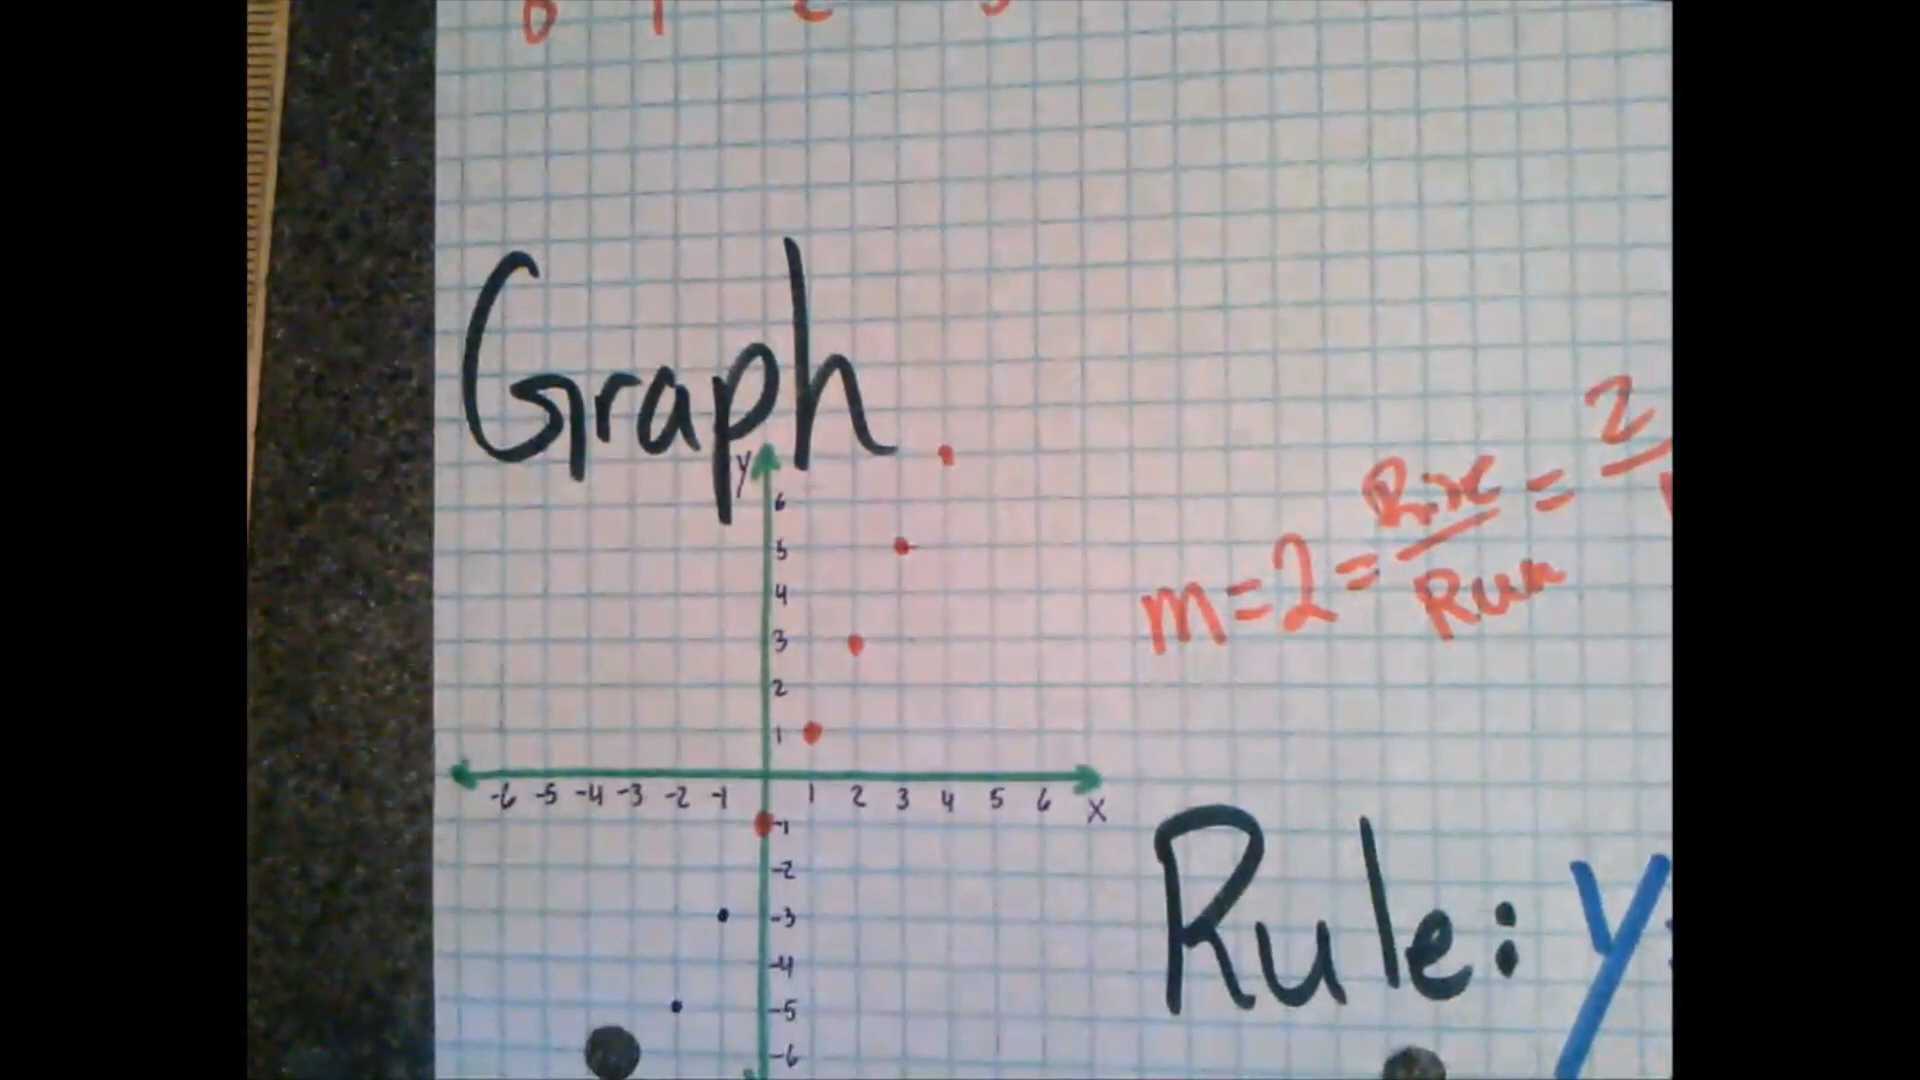 Graph
y
6
5
4
3
2
1
-6 -5 -4 -3 -2 -1 1 2 3 4 5 6 x
-1
-2
-3
-4
-5
-6
m=2=Rise/Run=2/
Rule: y